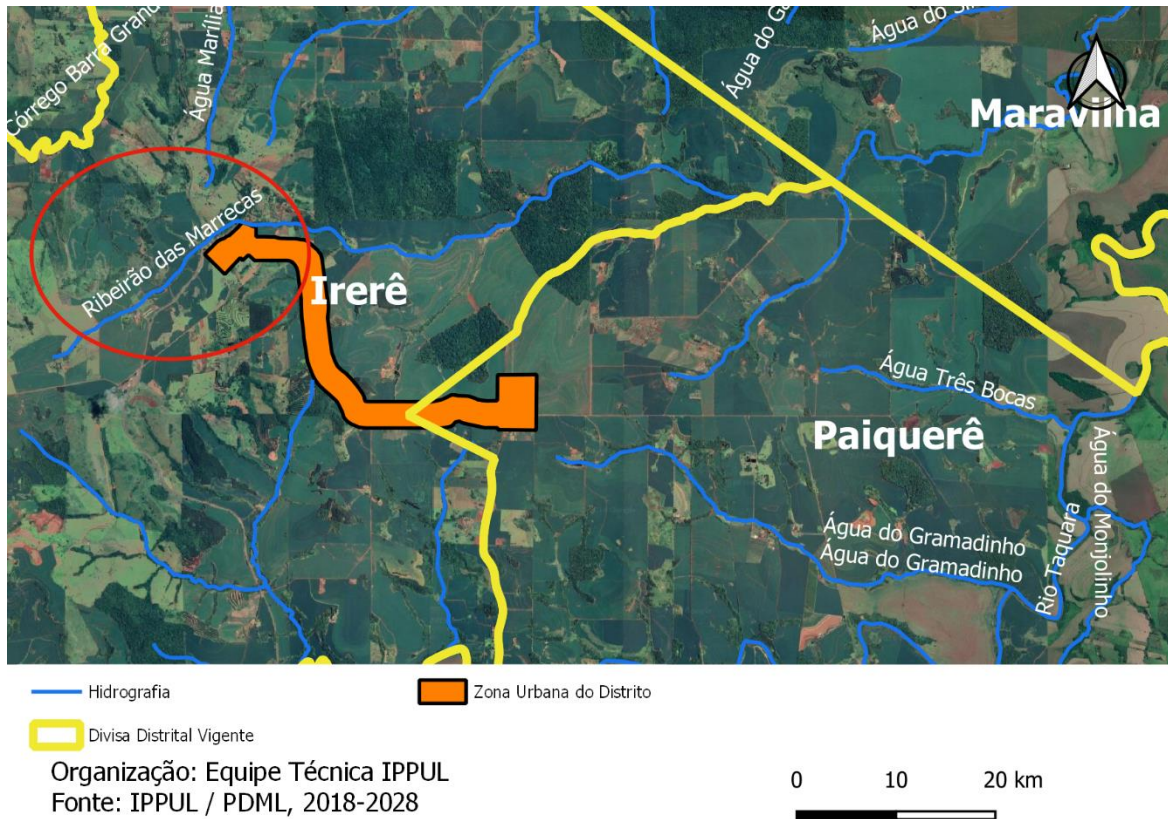 Córrego Barra Grand
Água Marília
Água do Ga
Água do Si
Maravilha
Ribeirão das Marrecas
Irerê
Água Três Bocas
Paiquerê
Água do Gramadinho
Água do Gramadinho
Rio Taquara
Água do Monjolinho
Hidrografia
Zona Urbana do Distrito
Divisa Distrital Vigente
Organização: Equipe Técnica IPPUL
Fonte: IPPUL / PDML, 2018-2028
0 10 20 km